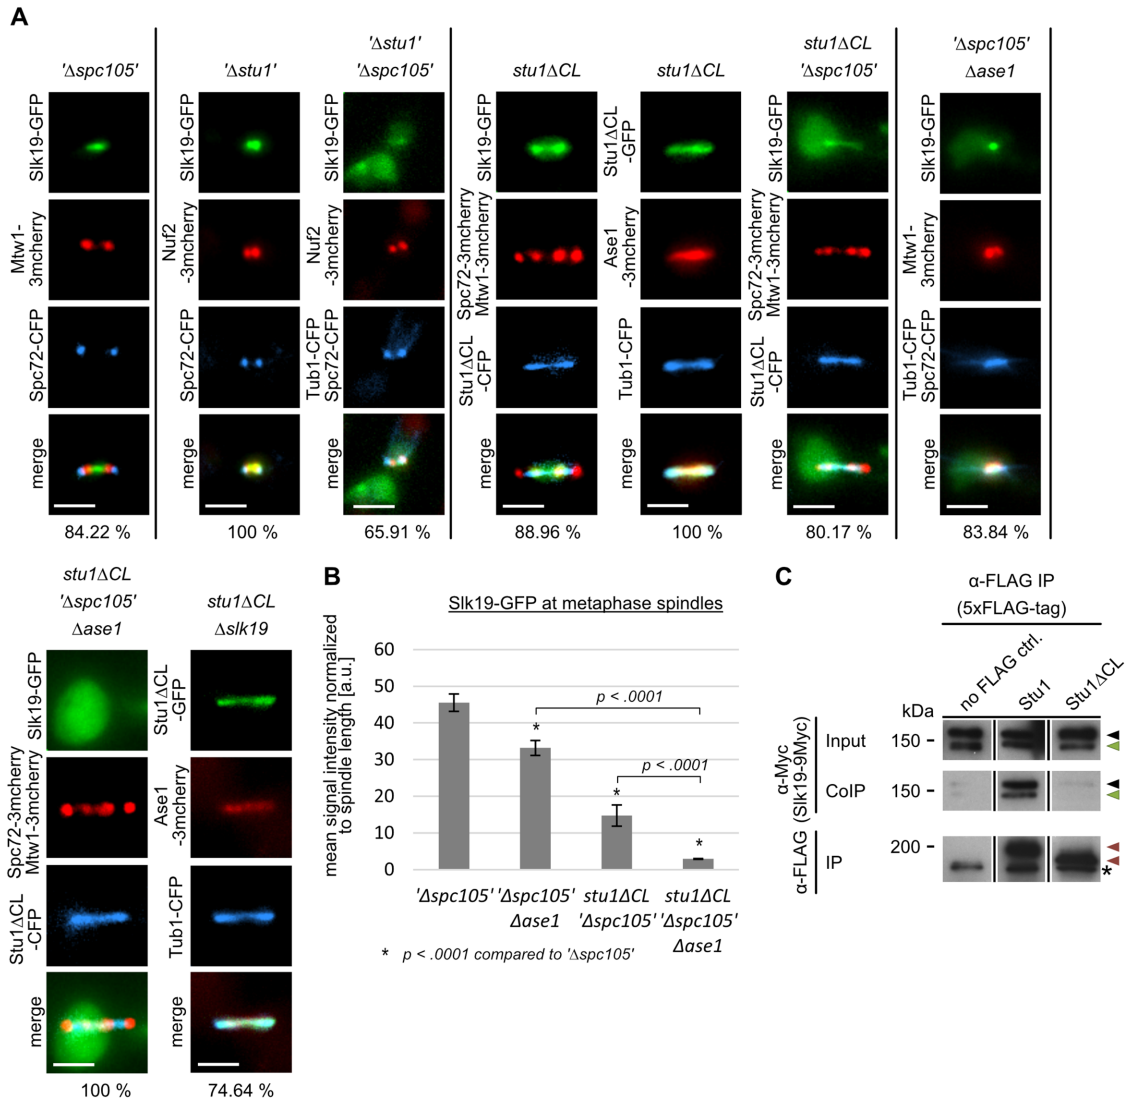 A
'Δspc105'
Slk19-GFP
Mtw1-
3mcherry
Spc72-CFP
merge
84.22 %
'Δstu1'
Slk19-GFP
Nuf2
-3mcherry
Spc72-CFP
merge
100 %
'Δstu1'
'Δspc105'
Slk19-GFP
Nuf2
-3mcherry
Tub1-CFP
Spc72-CFP
merge
65.91 %
stu1ΔCL
Slk19-GFP
Spc72-3mcherry
Mtw1-3mcherry
Stu1ΔCL
-CFP
merge
88.96 %
stu1ΔCL
Stu1ΔCL
-GFP
Ase1
-3mcherry
Tub1-CFP
merge
100 %
stu1ΔCL
'Δspc105'
Slk19-GFP
Spc72-3mcherry
Mtw1-3mcherry
Stu1ΔCL
-CFP
merge
80.17 %
'Δspc105'
Δase1
Slk19-GFP
Mtw1-
3mcherry
Tub1-CFP
Spc72-CFP
merge
83.84 %
stu1ΔCL
'Δspc105'
Δase1
Slk19-GFP
Spc72-3mcherry
Mtw1-3mcherry
Stu1ΔCL
-CFP
merge
100 %
stu1ΔCL
Δslk19
Stu1ΔCL
-GFP
Ase1
-3mcherry
Tub1-CFP
merge
74.64 %
B
Slk19-GFP at metaphase spindles
mean signal intensity normalized
to spindle length [a.u.]
60
50
40
30
20
10
0
p < .0001
p < .0001
*
*
*
'Δspc105'
'Δspc105'
Δase1
stu1ΔCL
'Δspc105'
stu1ΔCL
'Δspc105'
Δase1
* p < .0001 compared to 'Δspc105'
C
α-FLAG IP
(5xFLAG-tag)
no FLAG ctrl.
Stu1
Stu1ΔCL
kDa
α-Myc
(Slk19-9Myc)
Input
150 -
CoIP
150 -
α-FLAG
IP
200 -
*